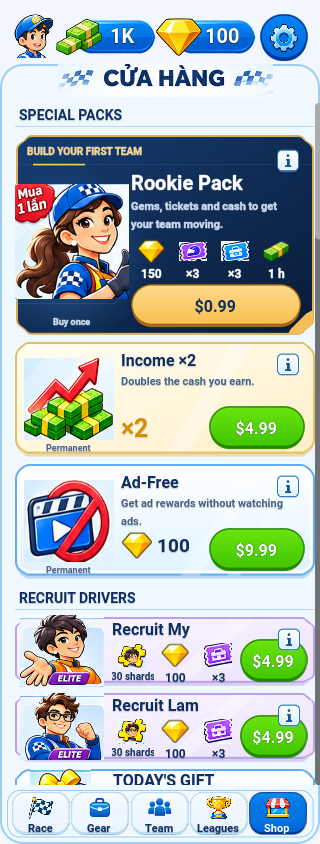 1K
100
CỬA HÀNG
SPECIAL PACKS
BUILD YOUR FIRST TEAM
i
Mua
1 lần
Rookie Pack
Gems, tickets and cash to get
your team moving.
150 ×3 ×3 1 h
Buy once
$0.99
Income ×2
i
Doubles the cash you earn.
×2
$4.99
Permanent
Ad-Free
i
Get ad rewards without watching
ads.
100
$9.99
Permanent
RECRUIT DRIVERS
Recruit My
i
ELITE
30 shards 100 ×3
$4.99
Recruit Lam
i
ELITE
30 shards 100 ×3
$4.99
TODAY'S GIFT
Race Gear Team Leagues Shop